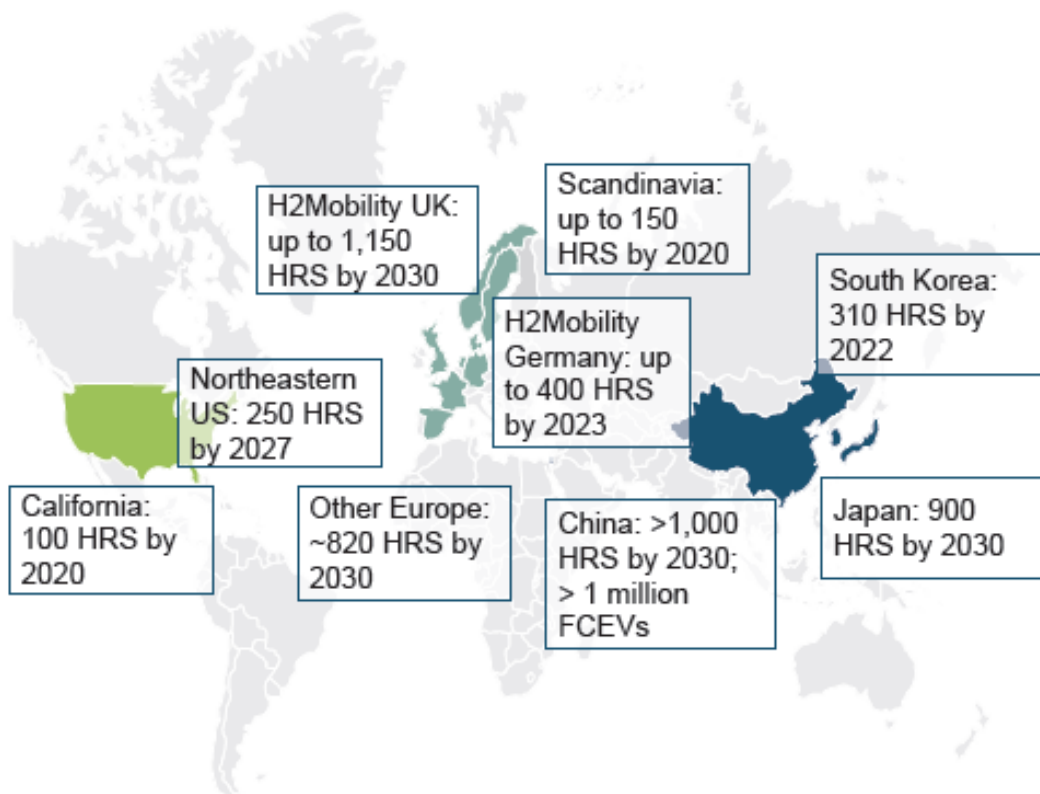 H2Mobility UK:
up to 1,150
HRS by 2030
Scandinavia:
up to 150
HRS by 2020
South Korea:
310 HRS by
2022
H2Mobility
Germany: up
to 400 HRS
by 2023
Northeastern
US: 250 HRS
by 2027
California:
100 HRS by
2020
Other Europe:
~820 HRS by
2030
China: >1,000
HRS by 2030;
> 1 million
FCEVs
Japan: 900
HRS by 2030